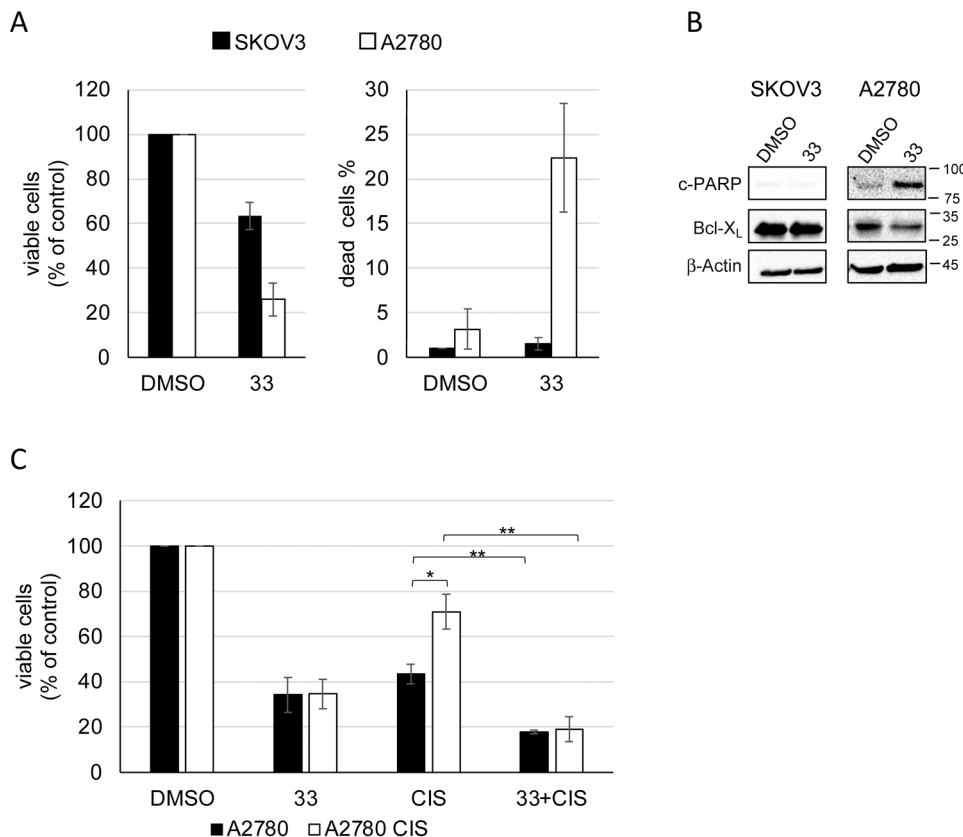 A
SKOV3 A2780
viable cells
(% of control)
120
100
80
60
40
20
0
DMSO 33
dead cells %
30
25
20
15
10
5
0
DMSO 33
B
SKOV3 A2780
DMSO 33 DMSO 33
c-PARP
100
75
Bcl-XL
35
25
β-Actin
45
C
viable cells
(% of control)
120
100
80
60
40
20
0
**
**
*
DMSO 33 CIS 33+CIS
A2780 A2780 CIS